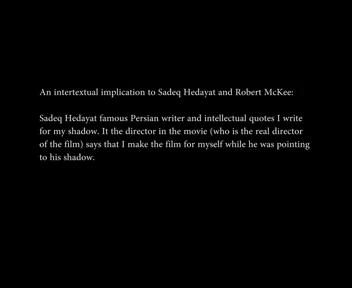 An intertextual implication to Sadeq Hedayat and Robert McKee:
Sadeq Hedayat famous Persian writer and intellectual quotes I write
for my shadow. It the director in the movie (who is the real director
of the film) says that I make the film for myself while he was pointing
to his shadow.